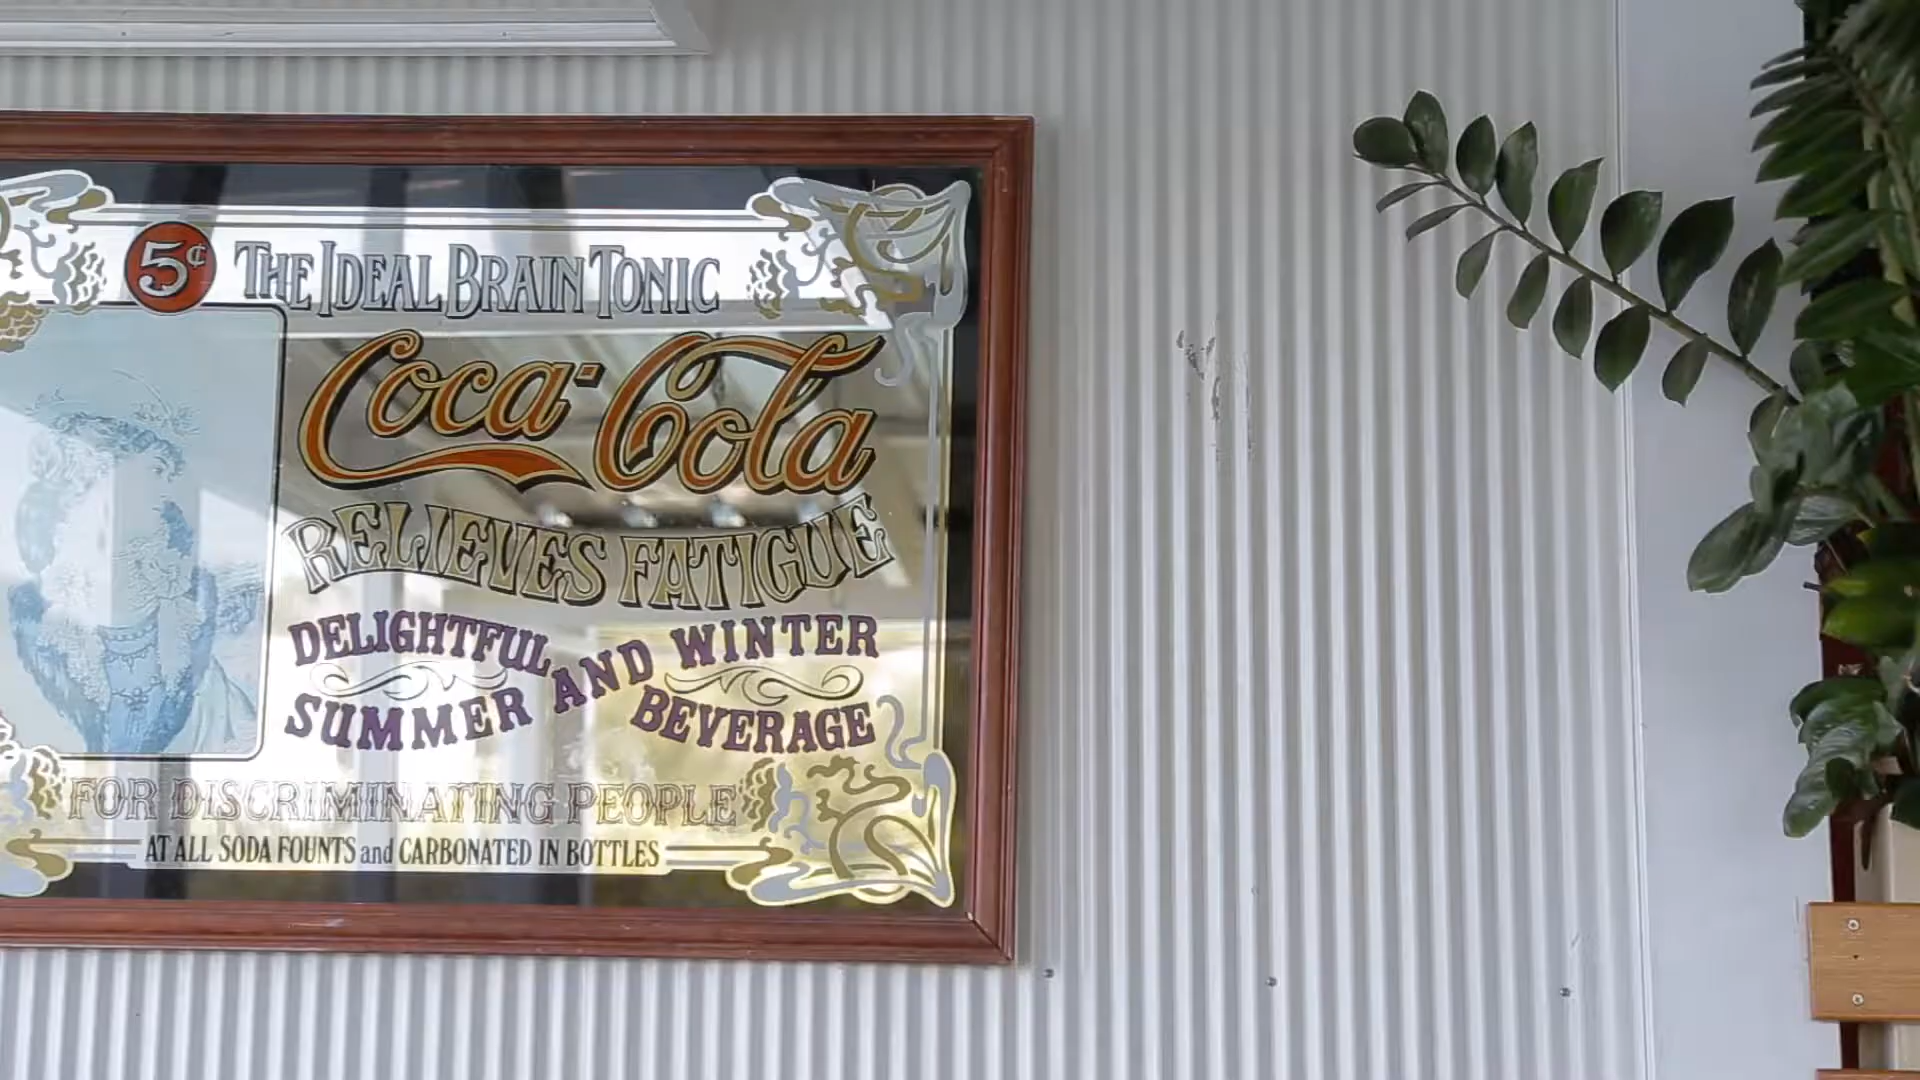 5¢ THE IDEAL BRAIN TONIC
Coca-Cola
RELIEVES FATIGUE
DELIGHTFUL
SUMMER AND WINTER
BEVERAGE
FOR DISCRIMINATING PEOPLE
AT ALL SODA FOUNTS and CARBONATED IN BOTTLES